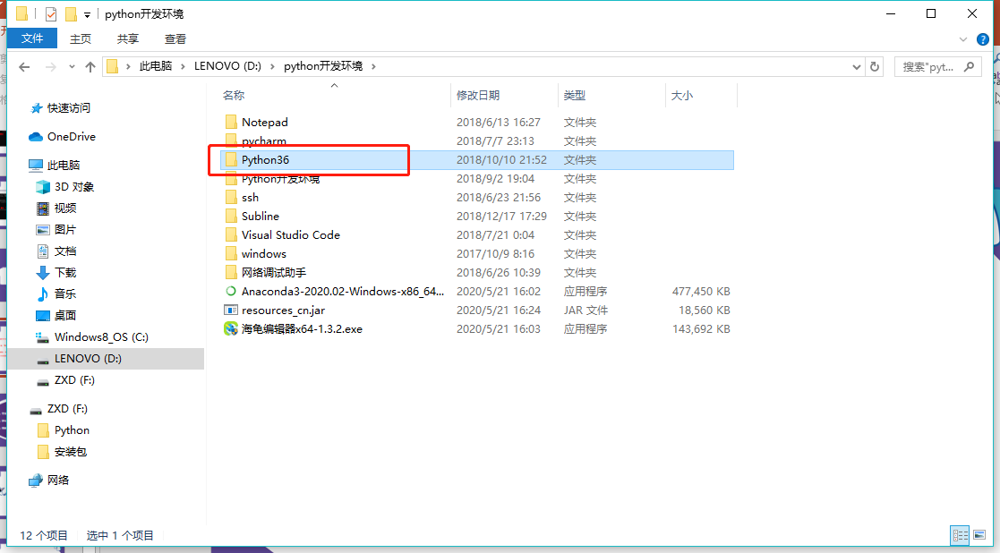 python开发环境
文件 主页 共享 查看
此电脑 LENOVO (D:) python开发环境 搜索"pyt...
名称 修改日期 类型 大小
快速访问
OneDrive
此电脑
3D 对象
视频
图片
文档
下载
音乐
桌面
Windows8_OS (C:)
LENOVO (D:)
ZXD (F:)
ZXD (F:)
Python
安装包
网络
Notepad 2018/6/13 16:27 文件夹
pycharm 2018/7/7 23:13 文件夹
Python36 2018/10/10 21:52 文件夹
Python开发环境 2018/9/2 19:04 文件夹
ssh 2018/6/23 21:56 文件夹
Subline 2018/12/17 17:29 文件夹
Visual Studio Code 2018/7/21 0:04 文件夹
windows 2017/10/9 8:16 文件夹
网络调试助手 2018/6/26 10:39 文件夹
Anaconda3-2020.02-Windows-x86_64... 2020/5/21 16:02 应用程序 477,450 KB
resources_cn.jar 2020/5/21 16:24 JAR 文件 18,560 KB
海龟编辑器x64-1.3.2.exe 2020/5/21 16:03 应用程序 143,692 KB
12 个项目 选中 1 个项目